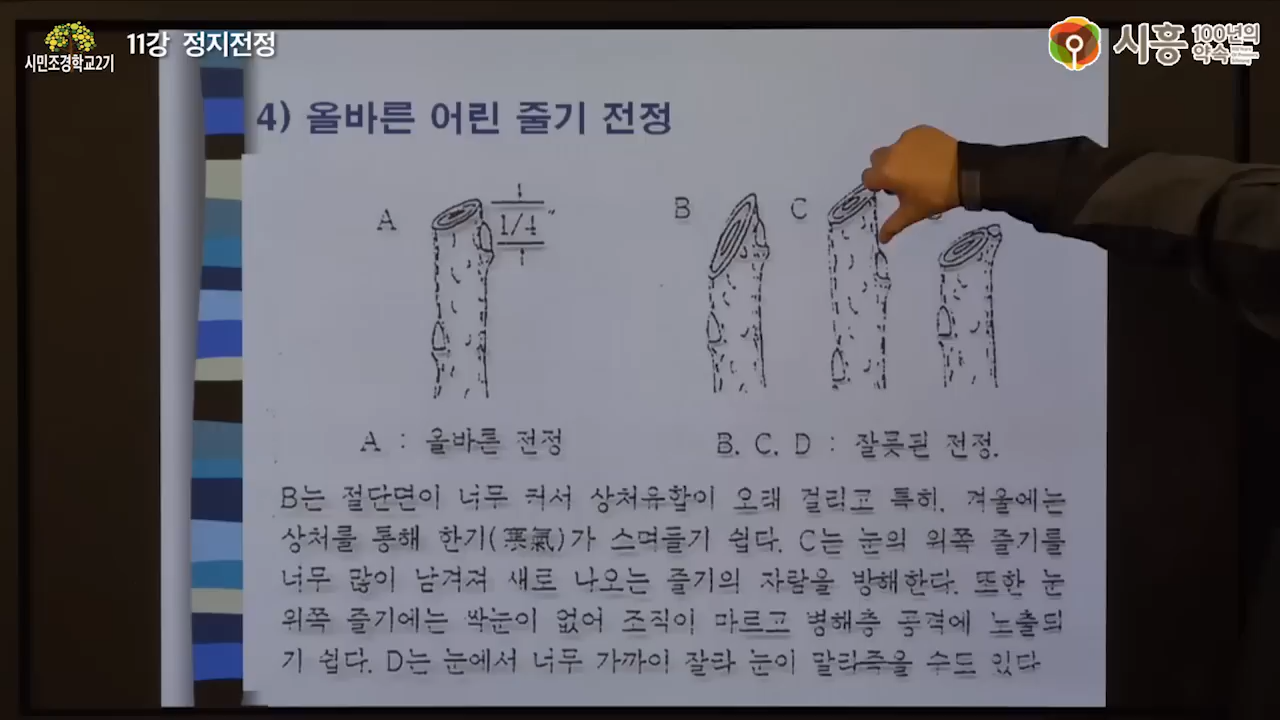 시민조경학교2기
11강 정지전정
시흥 100년의 약속
4) 올바른 어린 줄기 전정
A
1/4"
B
C
A : 올바른 전정
B. C. D : 잘못된 전정.
B는 절단면이 너무 커서 상처유합이 오래 걸리고 특히, 겨울에는
상처를 통해 한기(寒氣)가 스며들기 쉽다. C는 눈의 위쪽 줄기를
너무 많이 남겨져 새로 나오는 줄기의 자람을 방해한다. 또한 눈
위쪽 줄기에는 싹눈이 없어 조직이 마르고 병해충 공격에 노출되
기 쉽다. D는 눈에서 너무 가까이 잘라 눈이 말라죽을 수도 있다